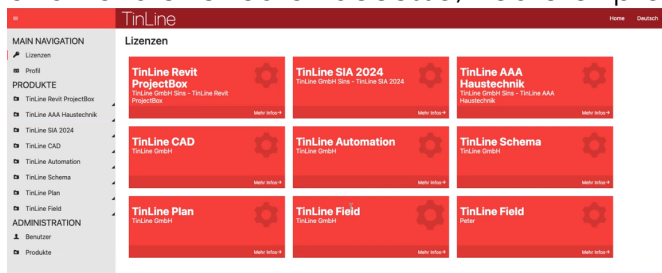 ≡
TinLine
Home Deutsch
MAIN NAVIGATION
Lizenzen
Profil
PRODUKTE
TinLine Revit ProjectBox
TinLine AAA Haustechnik
TinLine SIA 2024
TinLine CAD
TinLine Automation
TinLine Schema
TinLine Plan
TinLine Field
ADMINISTRATION
Benutzer
Produkte
Lizenzen
TinLine Revit
ProjectBox
TinLine GmbH Sins - TinLine Revit
ProjectBox
Mehr Infos
TinLine SIA 2024
TinLine GmbH Sins - TinLine SIA 2024
Mehr Infos
TinLine AAA
Haustechnik
TinLine GmbH Sins - TinLine AAA
Haustechnik
Mehr Infos
TinLine CAD
TinLine GmbH
Mehr Infos
TinLine Automation
TinLine GmbH
Mehr Infos
TinLine Schema
TinLine GmbH
Mehr Infos
TinLine Plan
TinLine GmbH
Mehr Infos
TinLine Field
TinLine GmbH
Mehr Infos
TinLine Field
Peter
Mehr Infos